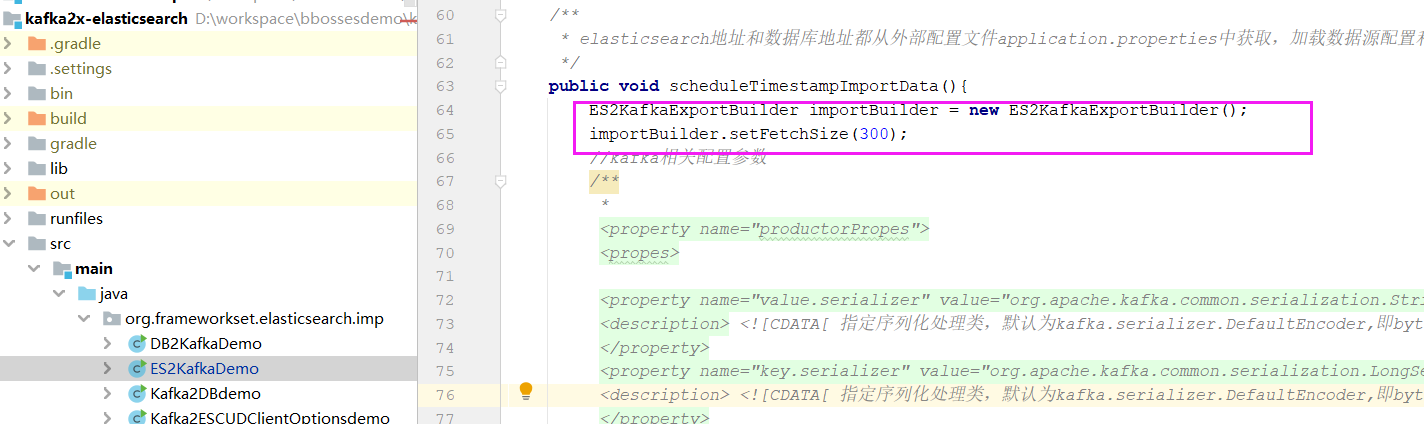 kafka2x-elasticsearch D:\workspace\bbossesdemo\k
.gradle
.settings
bin
build
gradle
lib
out
runfiles
src
main
java
org.frameworkset.elasticsearch.imp
DB2KafkaDemo
ES2KafkaDemo
Kafka2DBdemo
Kafka2ESCUDClientOptionsdemo
60 /**
61 * elasticsearch地址和数据库地址都从外部配置文件application.properties中获取，加载数据源配置和
62 */
63 public void scheduleTimestampImportData(){
64 ES2KafkaExportBuilder importBuilder = new ES2KafkaExportBuilder();
65 importBuilder.setFetchSize(300);
66 //kafka相关配置参数
67 /**
68 *
69 <property name="productorPropes">
70 <propes>
71
72 <property name="value.serializer" value="org.apache.kafka.common.serialization.Stri
73 <description> <![CDATA[ 指定序列化处理类，默认为kafka.serializer.DefaultEncoder,即byt
74 </property>
75 <property name="key.serializer" value="org.apache.kafka.common.serialization.LongSe
76 <description> <![CDATA[ 指定序列化处理类，默认为kafka.serializer.DefaultEncoder,即byt
77 </property>